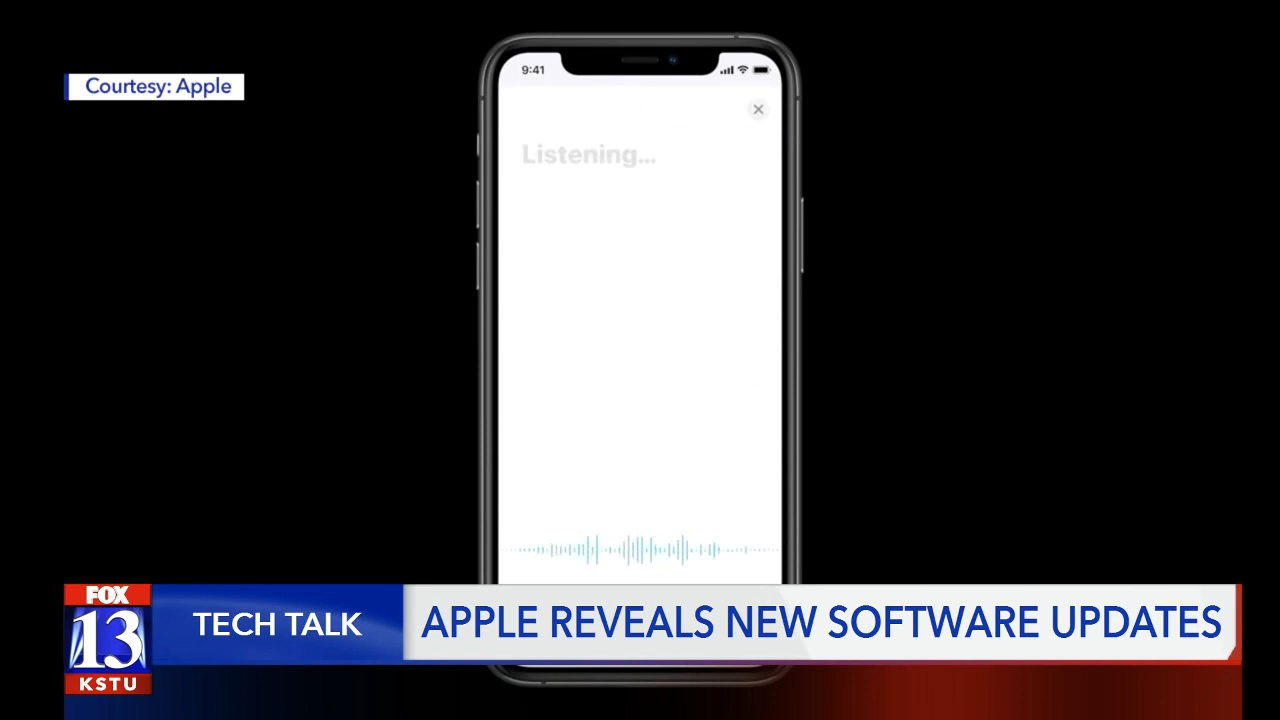 Courtesy: Apple
9:41
Listening...
FOX
13
KSTU
TECH TALK
APPLE REVEALS NEW SOFTWARE UPDATES